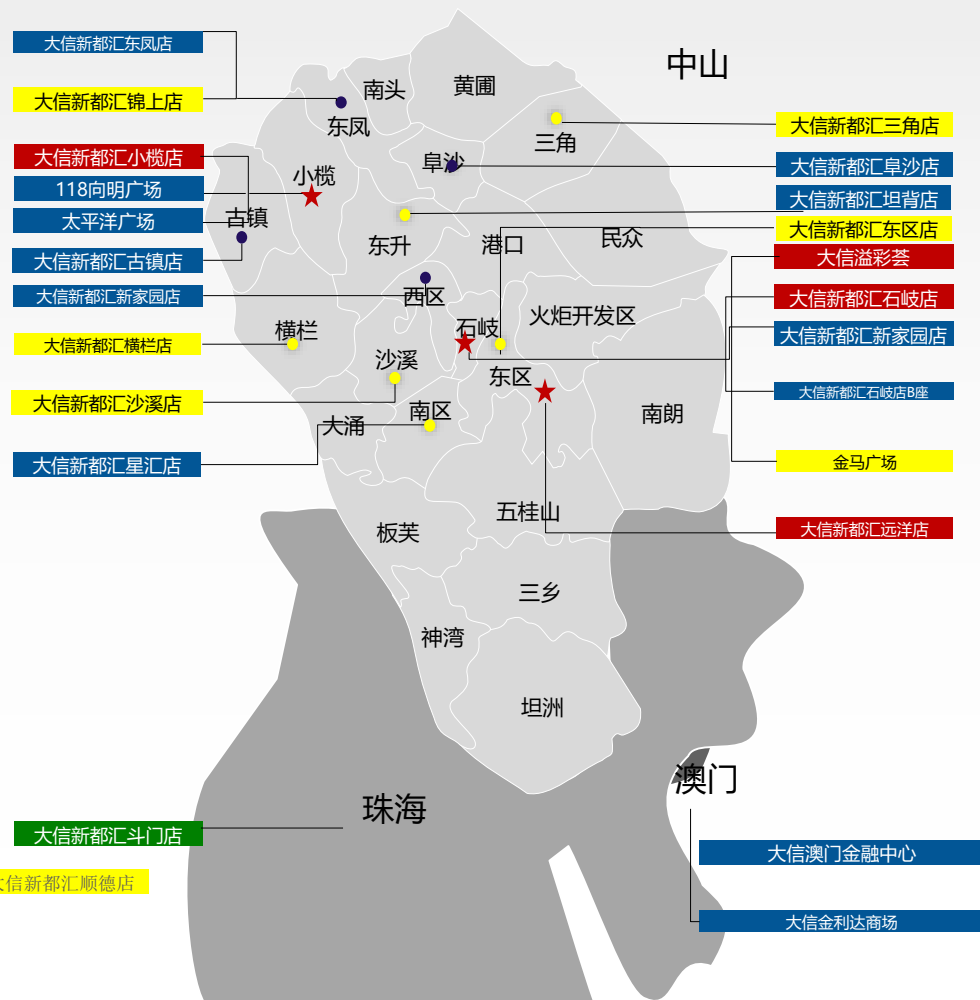 大信新都汇东凤店
大信新都汇锦上店
大信新都汇小榄店
118向明广场
太平洋广场
大信新都汇古镇店
大信新都汇新家园店
大信新都汇横栏店
大信新都汇沙溪店
大信新都汇星汇店
大信新都汇斗门店
大信新都汇顺德店
中山
南头
黄圃
东凤
三角
阜沙
小榄
古镇
东升
港口
民众
西区
石岐
火炬开发区
横栏
沙溪
东区
南区
大涌
南朗
五桂山
板芙
三乡
神湾
坦洲
珠海
澳门
大信新都汇三角店
大信新都汇阜沙店
大信新都汇坦背店
大信新都汇东区店
大信溢彩荟
大信新都汇石岐店
大信新都汇新家园店
大信新都汇石岐店B座
金马广场
大信新都汇远洋店
大信澳门金融中心
大信金利达商场